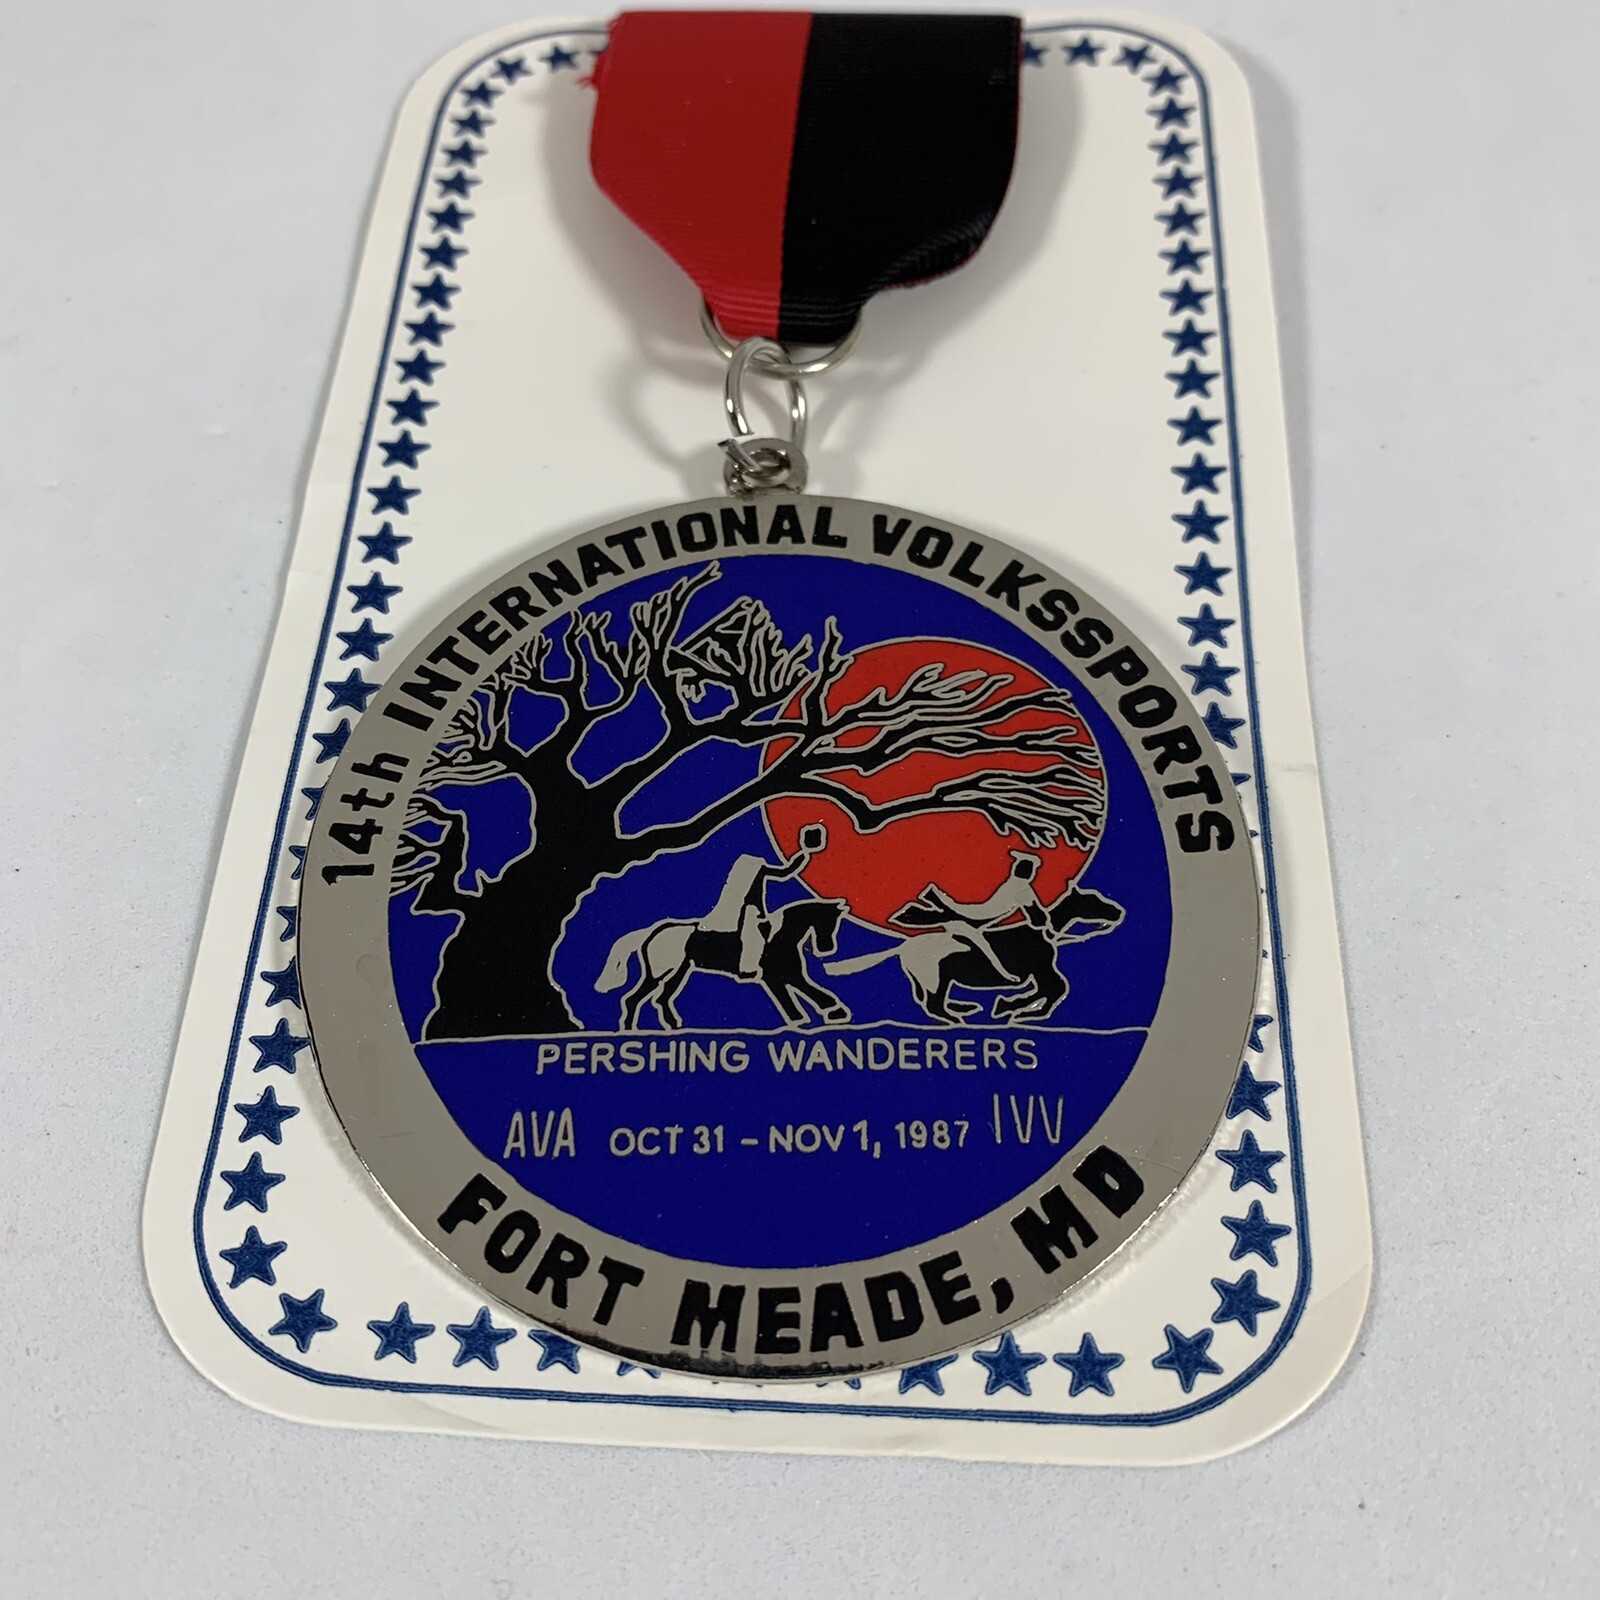 14th INTERNATIONAL VOLKSSPORTS
PERSHING WANDERERS
AVA OCT 31 - NOV 1, 1987 IVV
FORT MEADE, MD